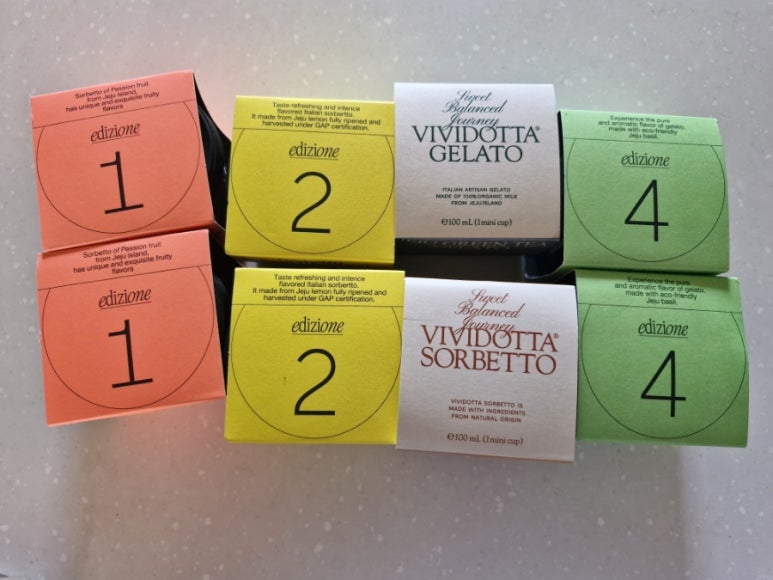 Sorbetto of Passion fruit
from Jeju island,
has unique and exquisite fruity
flavors
edizione
1
Taste refreshing and intence
flavored Italian sorbertto.
It made from Jeju lemon fully ripened and
harvested under GAP certification.
edizione
2
Sweet
Balanced
Journey
VIVIDOTTA®
GELATO
ITALIAN ARTISAN GELATO
MADE OF 100% ORGANIC MILK
FROM JEJU ISLAND
℮100 mL (1 mini cup)
GREEN TEA
Experience the pure
and aromatic flavor of gelato,
made with eco-friendly
Jeju basil.
edizione
4
Sorbetto of Passion fruit
from Jeju island,
has unique and exquisite fruity
flavors
edizione
1
Taste refreshing and intence
flavored Italian sorbertto.
It made from Jeju lemon fully ripened and
harvested under GAP certification.
edizione
2
Sweet
Balanced
Journey
VIVIDOTTA®
SORBETTO
VIVIDOTTA SORBETTO IS
MADE WITH INGREDIENTS
FROM NATURAL ORIGIN
℮100 mL (1 mini cup)
Experience the pure
and aromatic flavor of gelato,
made with eco-friendly
Jeju basil.
edizione
4